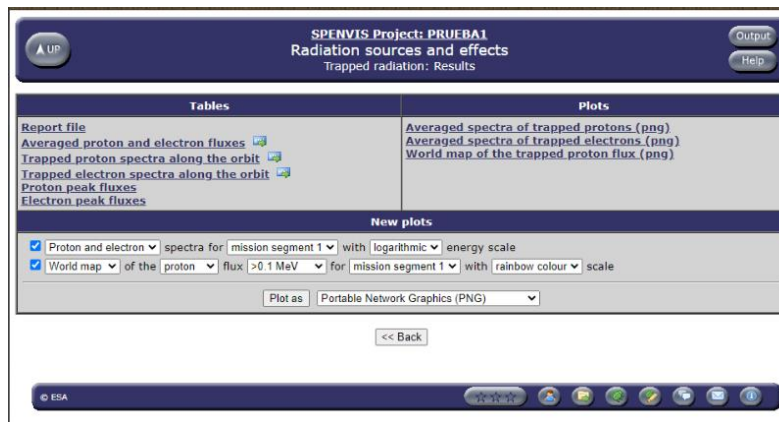 UP
SPENVIS Project: PRUEBA1
Radiation sources and effects
Trapped radiation: Results
Output
Help
Tables
Report file
Averaged proton and electron fluxes
Trapped proton spectra along the orbit
Trapped electron spectra along the orbit
Proton peak fluxes
Electron peak fluxes
Plots
Averaged spectra of trapped protons (png)
Averaged spectra of trapped electrons (png)
World map of the trapped proton flux (png)
New plots
Proton and electron spectra for mission segment 1 with logarithmic energy scale
World map of the proton flux >0.1 MeV for mission segment 1 with rainbow colour scale
Plot as Portable Network Graphics (PNG)
<< Back
© ESA